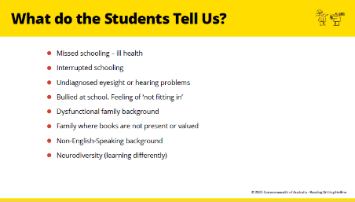 What do the Students Tell Us?
Missed schooling – ill health
Interrupted schooling
Undiagnosed eyesight or hearing problems
Bullied at school. Feeling of ‘not fitting in’
Dysfunctional family background
Family where books are not present or valued
Non-English-Speaking background
Neurodiversity (learning differently)
Commonwealth of Australia - Reading Writing Hotline